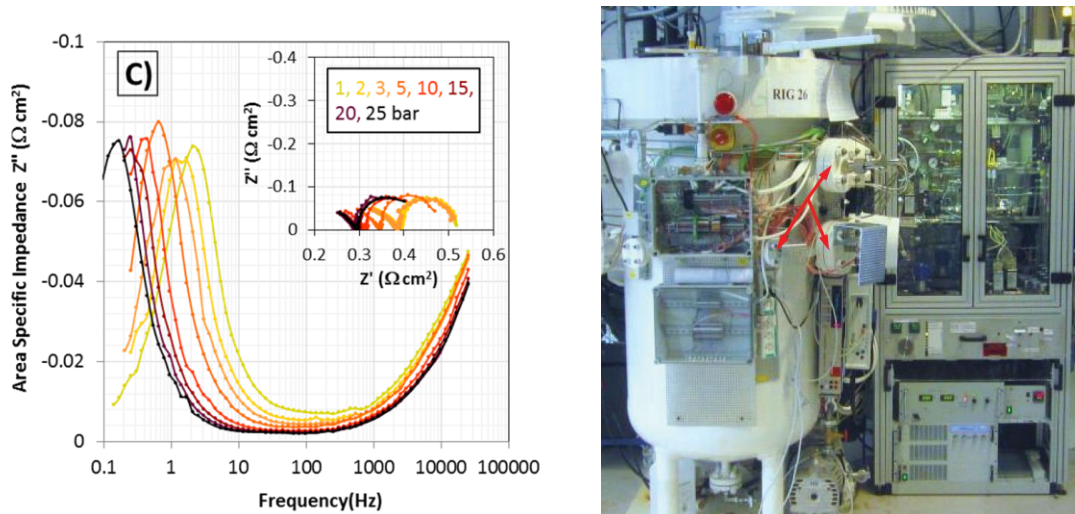 C)
Area Specific Impedance Z'' (Ω cm²)
-0.1
-0.08
-0.06
-0.04
-0.02
0
0.1
1
10
100
1000
10000
100000
Frequency(Hz)
Z'' (Ω cm²)
-0.4
-0.3
-0.2
-0.1
0
0.2
0.3
0.4
0.5
0.6
Z' (Ω cm²)
1, 2, 3, 5, 10, 15,
20, 25 bar
RIG 26